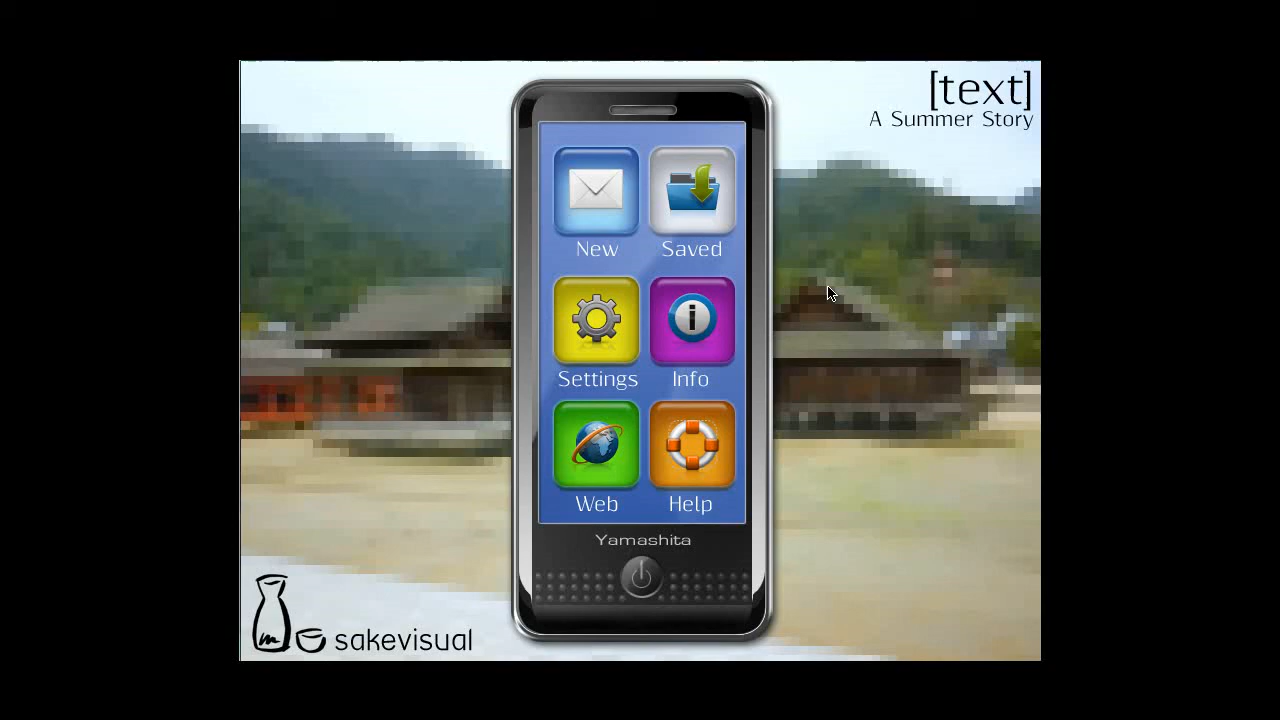 [text]
A Summer Story
New
Saved
Settings
Info
Web
Help
Yamashita
sakevisual